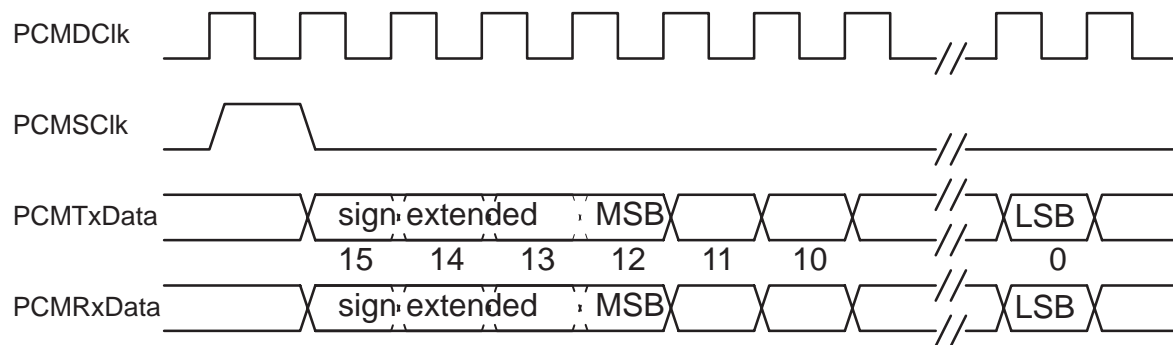 PCMDClk
PCMSClk
PCMTxData sign extended MSB LSB
15 14 13 12 11 10 0
PCMRxData sign extended MSB LSB